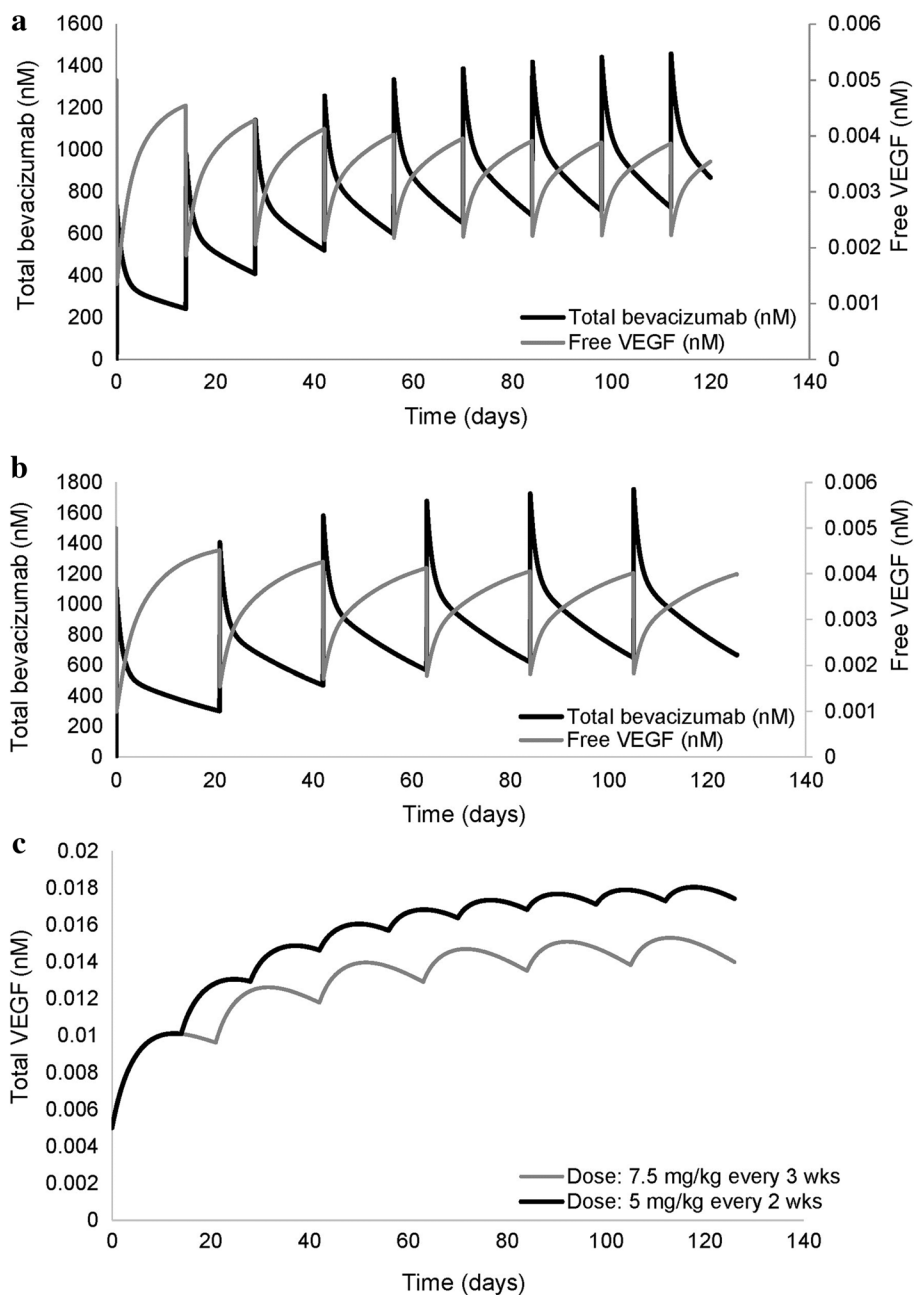 a
1600
1400
1200
1000
800
600
400
200
0
Total bevacizumab (nM)
0.006
0.005
0.004
0.003
0.002
0.001
0
Free VEGF (nM)
Total bevacizumab (nM)
Free VEGF (nM)
0 20 40 60 80 100 120 140
Time (days)
b
1800
1600
1400
1200
1000
800
600
400
200
0
Total bevacizumab (nM)
0.006
0.005
0.004
0.003
0.002
0.001
0
Free VEGF (nM)
Total bevacizumab (nM)
Free VEGF (nM)
0 20 40 60 80 100 120 140
Time (days)
c
0.02
0.018
0.016
0.014
0.012
0.01
0.008
0.006
0.004
0.002
0
Total VEGF (nM)
Dose: 7.5 mg/kg every 3 wks
Dose: 5 mg/kg every 2 wks
0 20 40 60 80 100 120 140
Time (days)